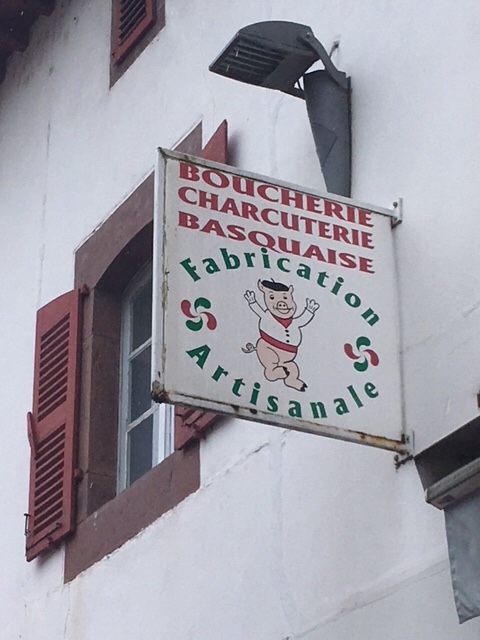 BOUCHERIE
CHARCUTERIE
BASQUAISE
Fabrication
Artisanale